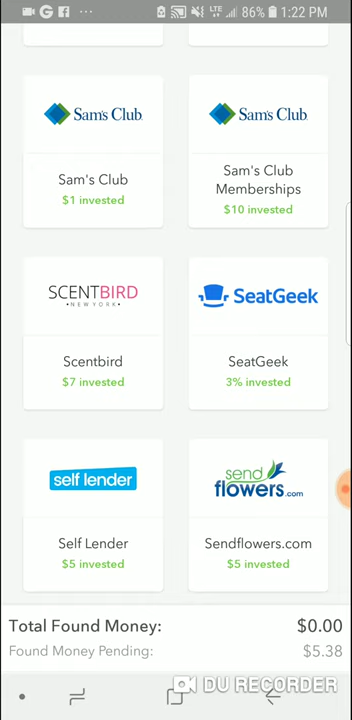 LTE 86% 1:22 PM
Sam's Club
Sam's Club
Sam's Club
$1 invested
Sam's Club
Memberships
$10 invested
SCENTBIRD
• NEW YORK •
SeatGeek
Scentbird
$7 invested
SeatGeek
3% invested
self lender
send
flowers.com
Self Lender
$5 invested
Sendflowers.com
$5 invested
Total Found Money: $0.00
Found Money Pending: $5.38
DU RECORDER